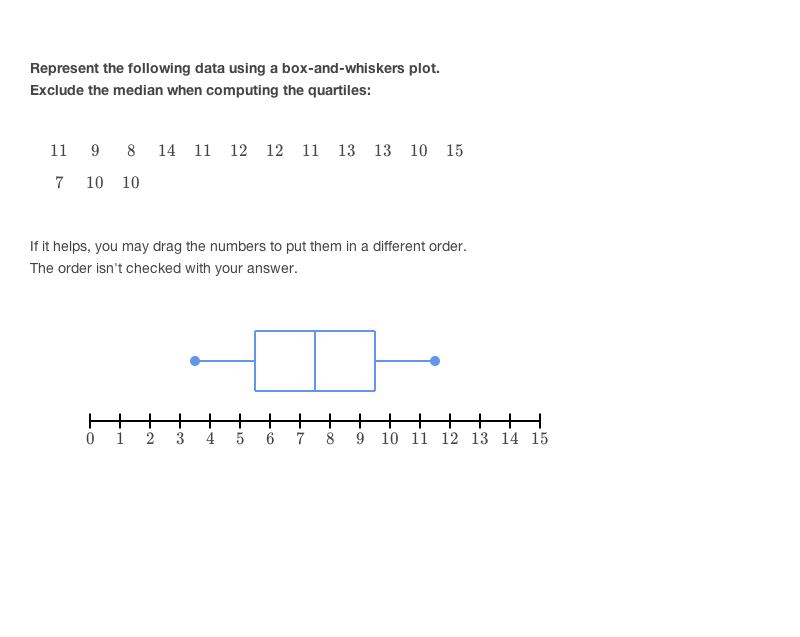 Represent the following data using a box-and-whiskers plot.
Exclude the median when computing the quartiles:
11 9 8 14 11 12 12 11 13 13 10 15
7 10 10
If it helps, you may drag the numbers to put them in a different order.
The order isn't checked with your answer.
0 1 2 3 4 5 6 7 8 9 10 11 12 13 14 15